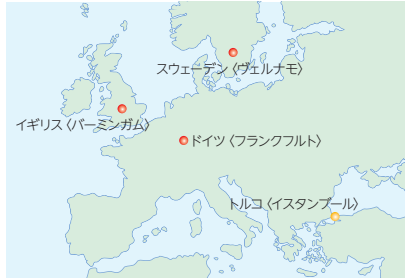 スウェーデン〈ヴェルナモ〉
イギリス〈バーミンガム〉
ドイツ〈フランクフルト〉
トルコ〈イスタンブール〉